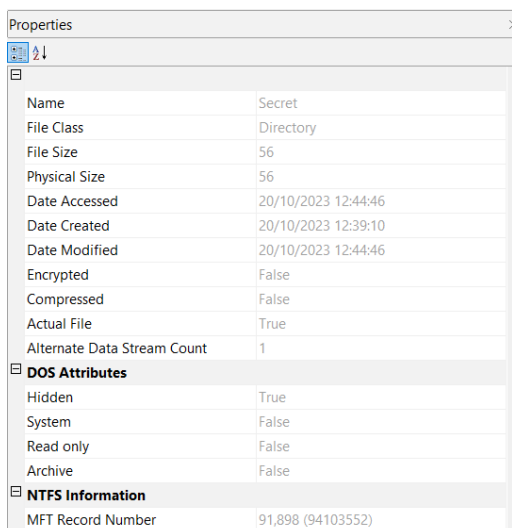 Properties
Name Secret
File Class Directory
File Size 56
Physical Size 56
Date Accessed 20/10/2023 12:44:46
Date Created 20/10/2023 12:39:10
Date Modified 20/10/2023 12:44:46
Encrypted False
Compressed False
Actual File True
Alternate Data Stream Count 1
DOS Attributes
Hidden True
System False
Read only False
Archive False
NTFS Information
MFT Record Number 91,898 (94103552)